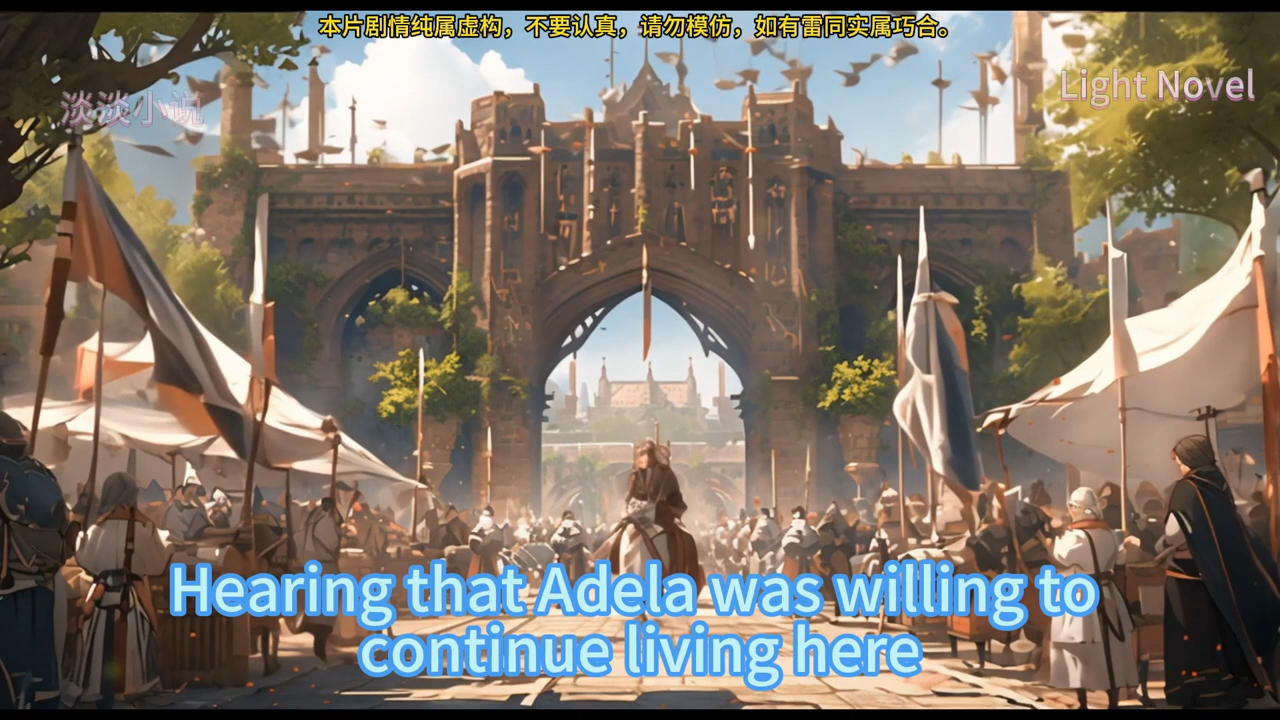 本片剧情纯属虚构，不要认真，请勿模仿，如有雷同实属巧合。
淡淡小说
Light Novel
Hearing that Adela was willing to
continue living here